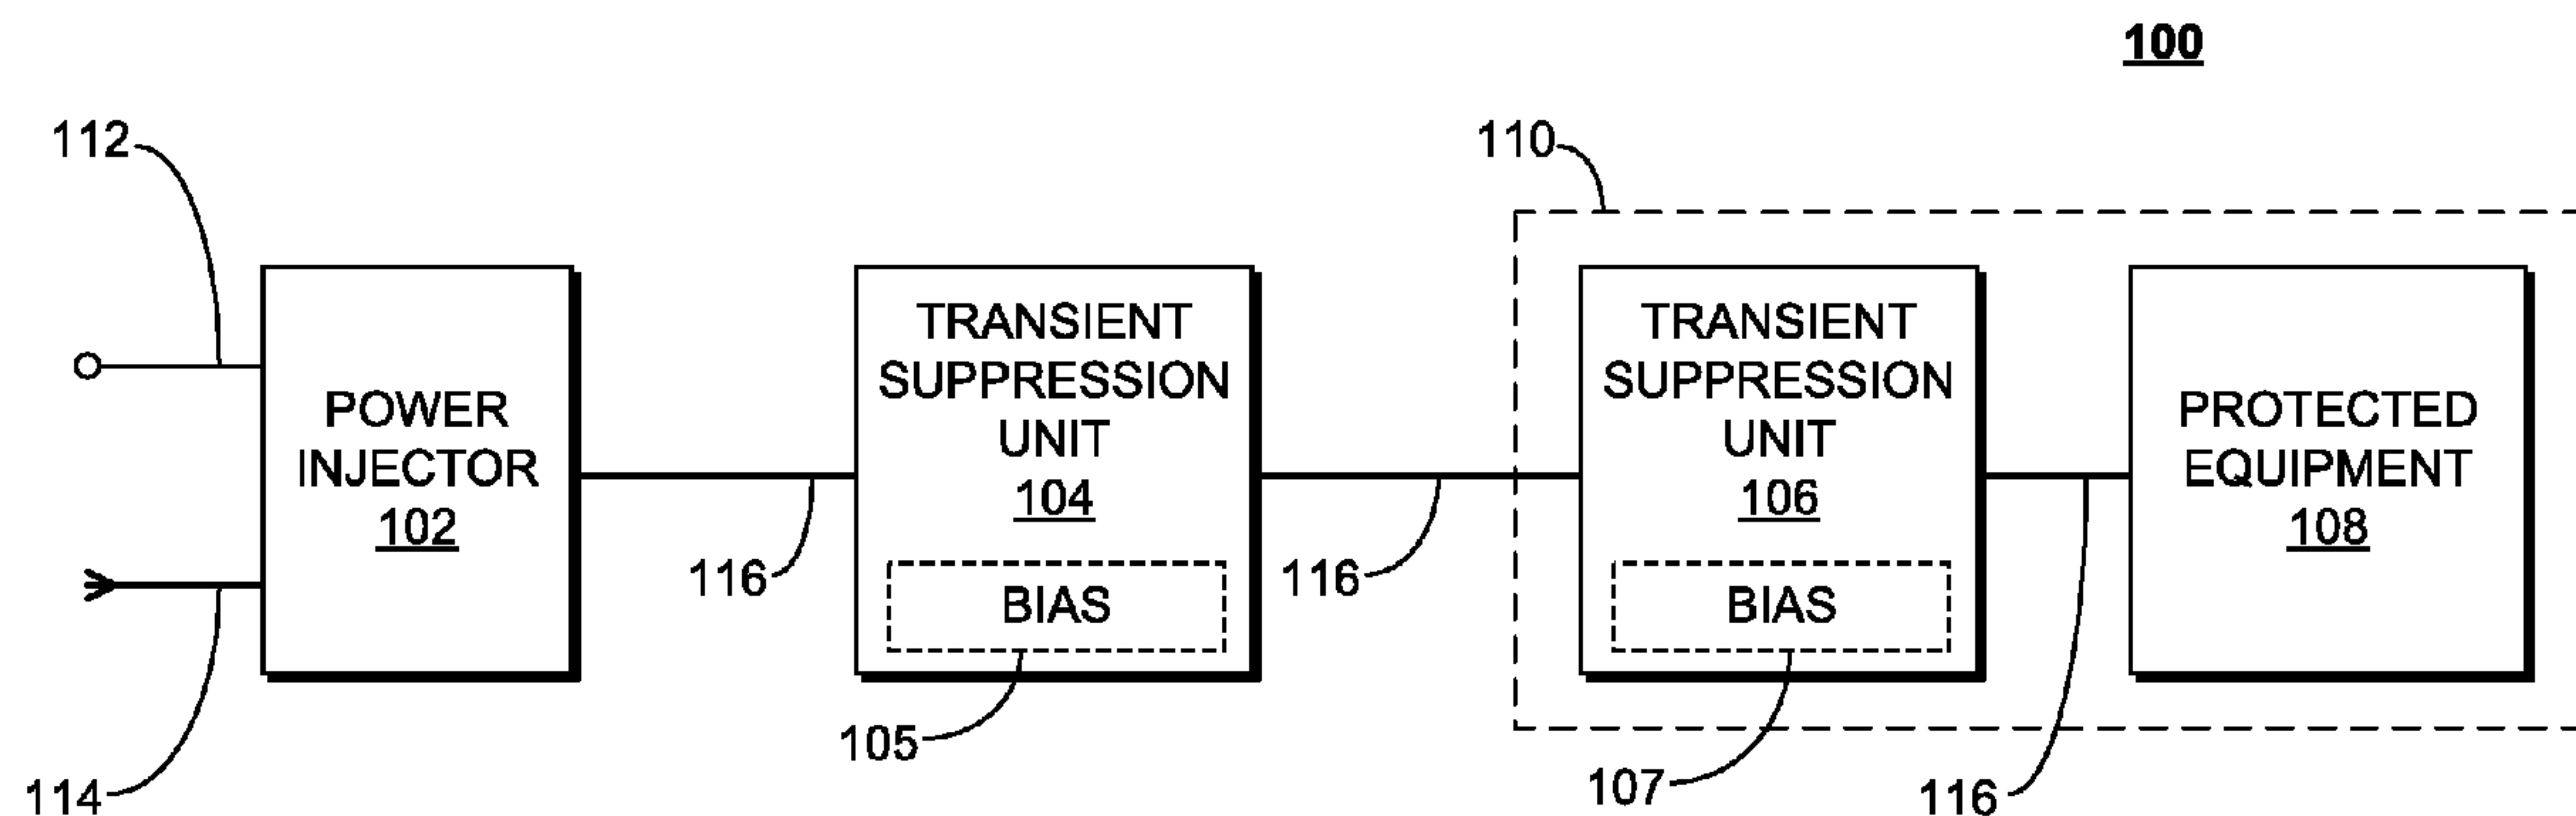 100
112
110
POWER
INJECTOR
102
TRANSIENT
SUPPRESSION
UNIT
104
BIAS
TRANSIENT
SUPPRESSION
UNIT
106
BIAS
PROTECTED
EQUIPMENT
108
116
116
105
107
116
114